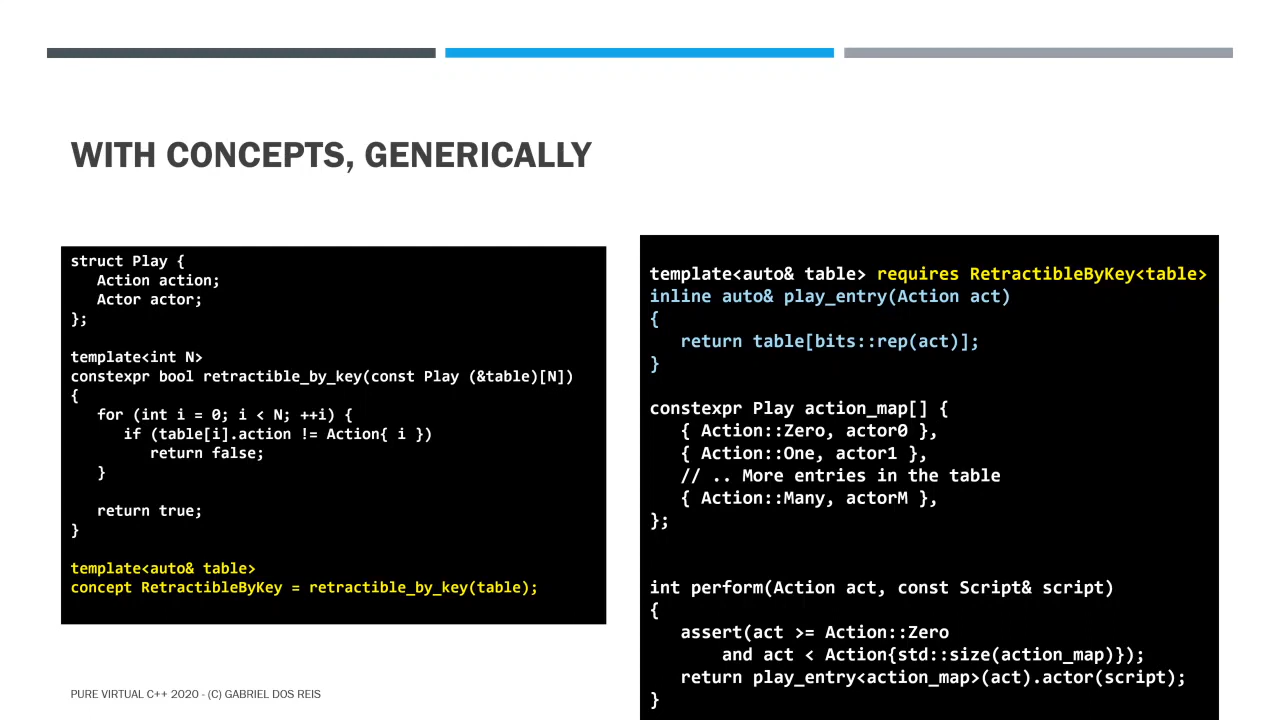 WITH CONCEPTS, GENERICALLY
struct Play {
   Action action;
   Actor actor;
};
template<int N>
constexpr bool retractible_by_key(const Play (&table)[N])
{
   for (int i = 0; i < N; ++i) {
      if (table[i].action != Action{ i })
         return false;
   }
   return true;
}
template<auto& table>
concept RetractibleByKey = retractible_by_key(table);
template<auto& table> requires RetractibleByKey<table>
inline auto& play_entry(Action act)
{
   return table[bits::rep(act)];
}
constexpr Play action_map[] {
   { Action::Zero, actor0 },
   { Action::One, actor1 },
   // .. More entries in the table
   { Action::Many, actorM },
};
int perform(Action act, const Script& script)
{
   assert(act >= Action::Zero
       and act < Action{std::size(action_map)});
   return play_entry<action_map>(act).actor(script);
}
PURE VIRTUAL C++ 2020 - (C) GABRIEL DOS REIS